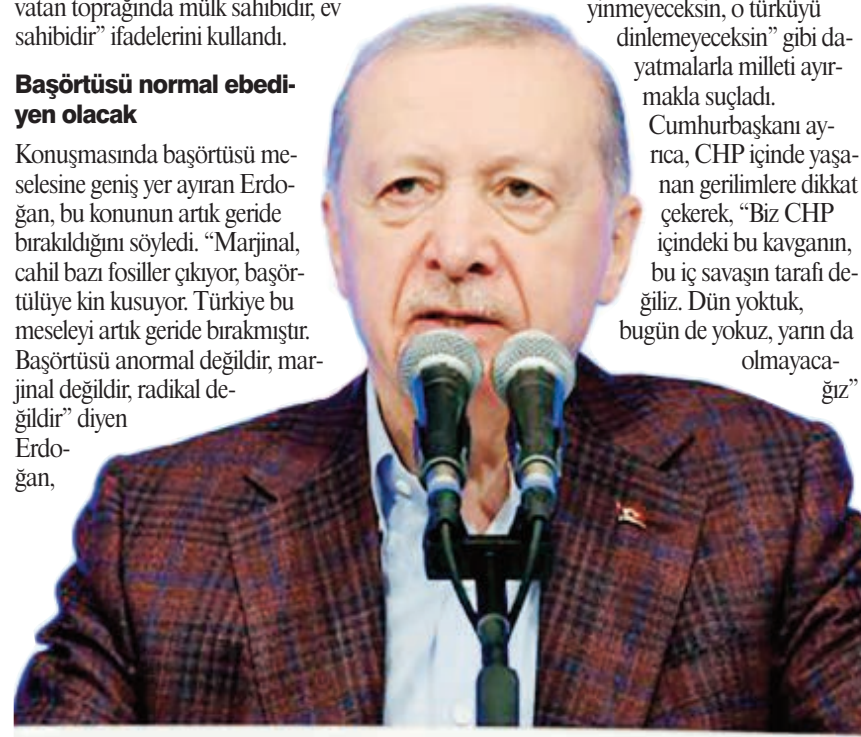 vatan toprağında mülk sahibidir, ev
sahibidir” ifadelerini kullandı.
Başörtüsü normal ebedi-
yen olacak
Konuşmasında başörtüsü me-
selesine geniş yer ayıran Erdo-
ğan, bu konunun artık geride
bırakıldığını söyledi. “Marjinal,
cahil bazı fosiller çıkıyor, başör-
tülüye kin kusuyor. Türkiye bu
meseleyi artık geride bırakmıştır.
Başörtüsü anormal değildir, mar-
jinal değildir, radikal de-
ğildir” diyen
Erdo-
ğan,
yinmeyeceksin, o türküyü
dinlemeyeceksin” gibi da-
yatmalarla milleti ayır-
makla suçladı.
Cumhurbaşkanı ay-
rıca, CHP içinde yaşa-
nan gerilimlere dikkat
çekerek, “Biz CHP
içindeki bu kavganın,
bu iç savaşın tarafı de-
ğiliz. Dün yoktuk,
bugün de yokuz, yarın da
olmayaca-
ğız”